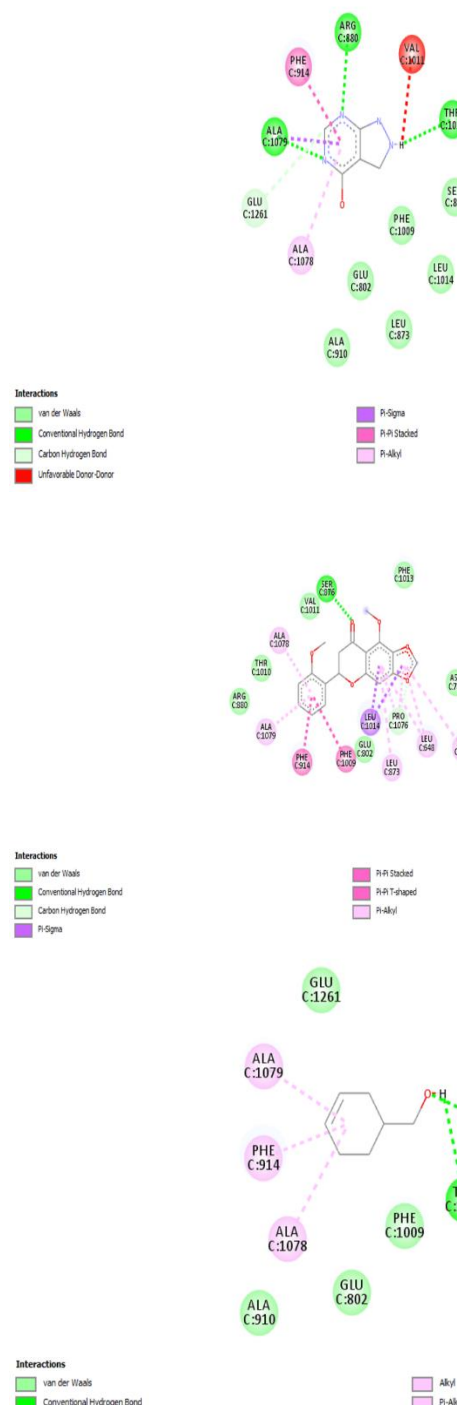 ARG
C:880
PHE
C:914
VAL
C:1011
ALA
C:1079
THR
N
N
N
N
H
GLU
C:1261
ALA
C:1078
PHE
C:1009
GLU
C:802
LEU
C:1014
LEU
C:873
ALA
C:910
Interactions
van der Waals
Conventional Hydrogen Bond
Carbon Hydrogen Bond
Unfavorable Donor-Donor
Pi-Sigma
Pi-Pi Stacked
Pi-Alkyl
SER
C:876
PHE
C:1013
VAL
C:1011
ALA
C:1078
THR
C:1010
ARG
C:880
ALA
C:1079
LEU
C:1014
PRO
C:1076
GLU
C:802
LEU
C:648
LEU
C:873
PHE
C:914
PHE
C:1009
Interactions
van der Waals
Conventional Hydrogen Bond
Carbon Hydrogen Bond
Pi-Sigma
Pi-Pi Stacked
Pi-Pi T-shaped
Pi-Alkyl
GLU
C:1261
ALA
C:1079
O H
PHE
C:914
PHE
C:1009
ALA
C:1078
GLU
C:802
ALA
C:910
Interactions
van der Waals
Conventional Hydrogen Bond
Alkyl